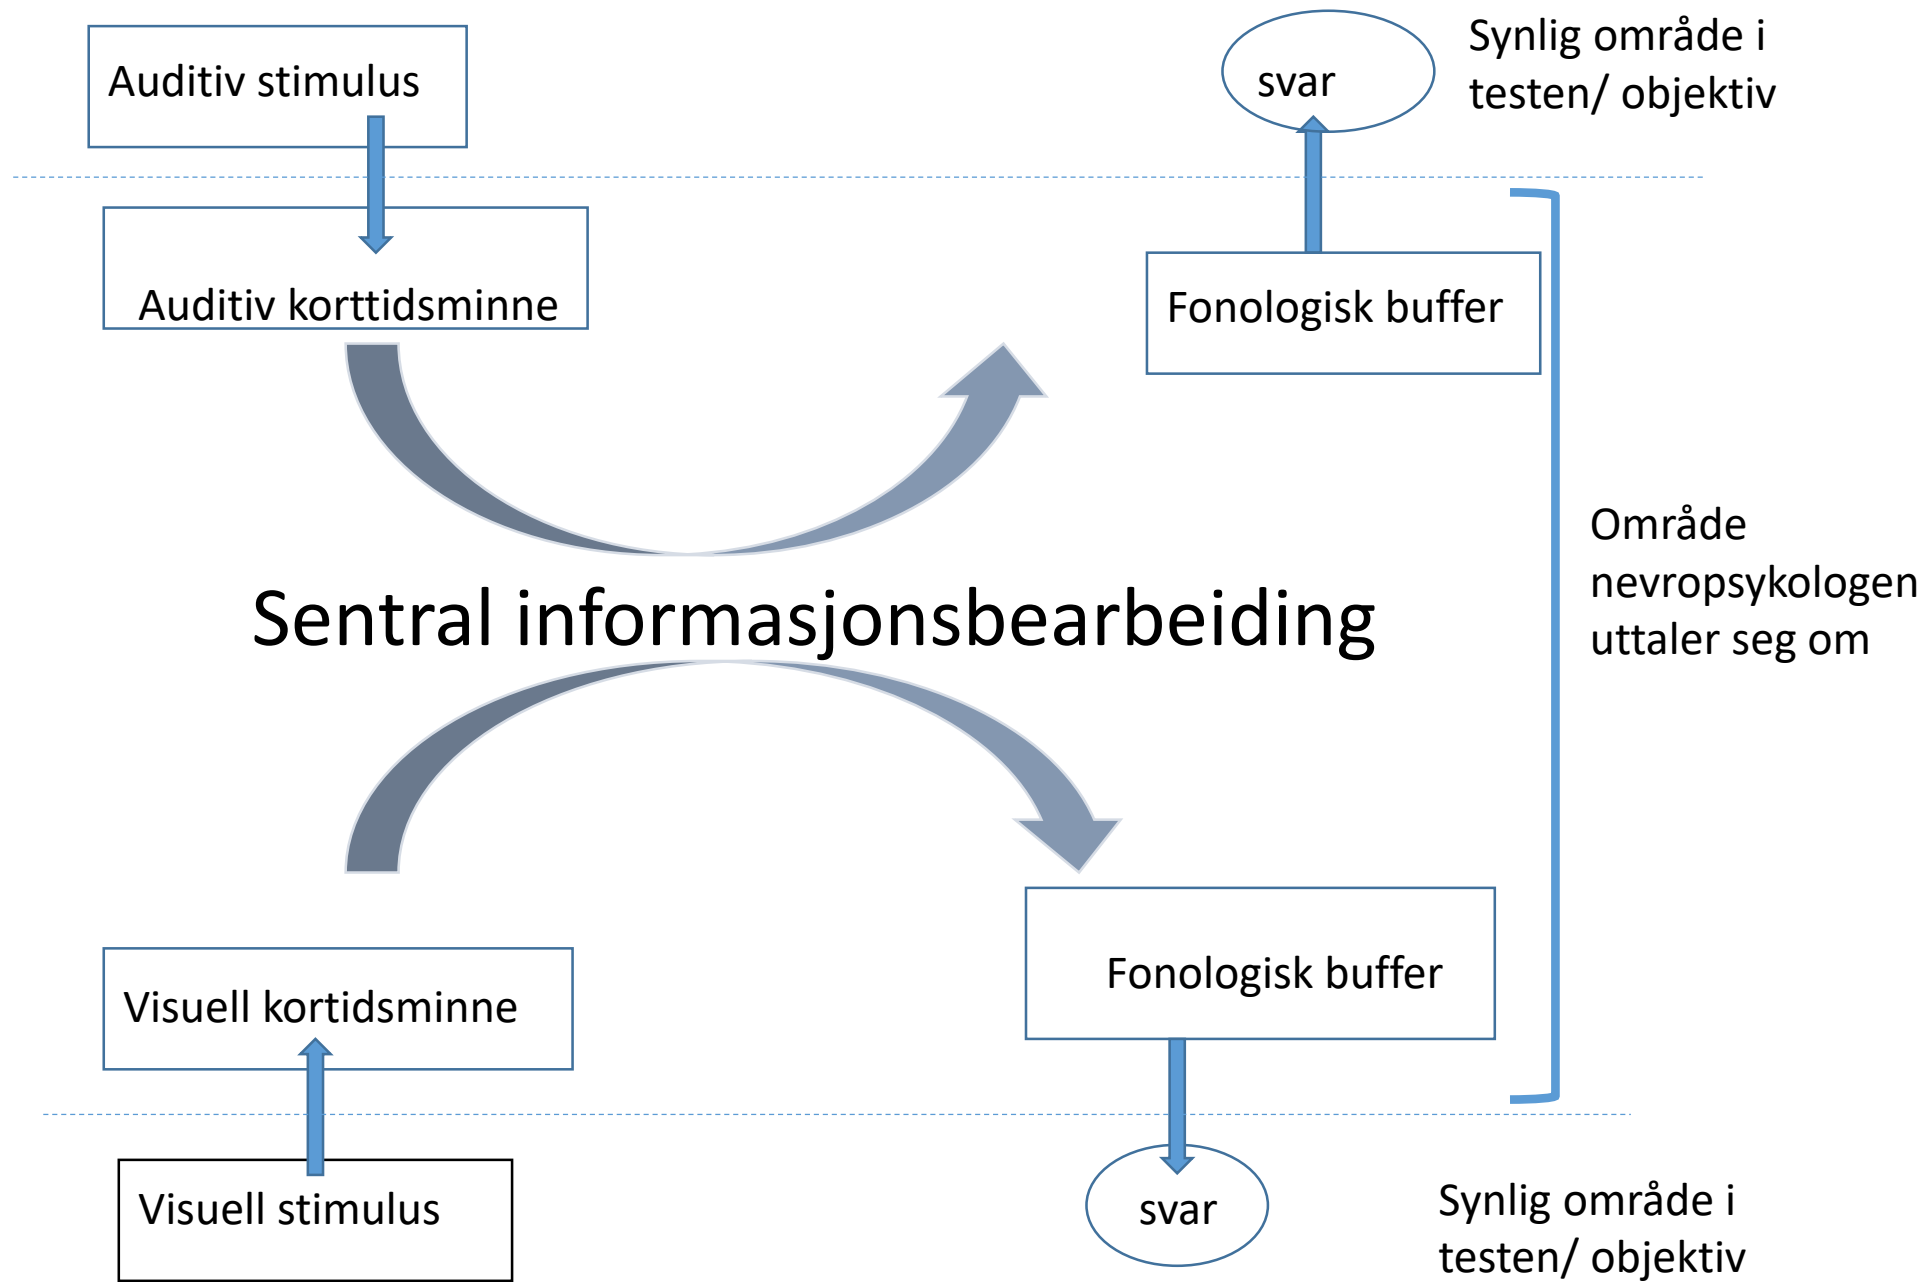 Auditiv stimulus
svar
Synlig område i
testen/ objektiv
Auditiv korttidsminne
Fonologisk buffer
Sentral informasjonsbearbeiding
Område
nevropsykologen
uttaler seg om
Visuell kortidsminne
Fonologisk buffer
Visuell stimulus
svar
Synlig område i
testen/ objektiv